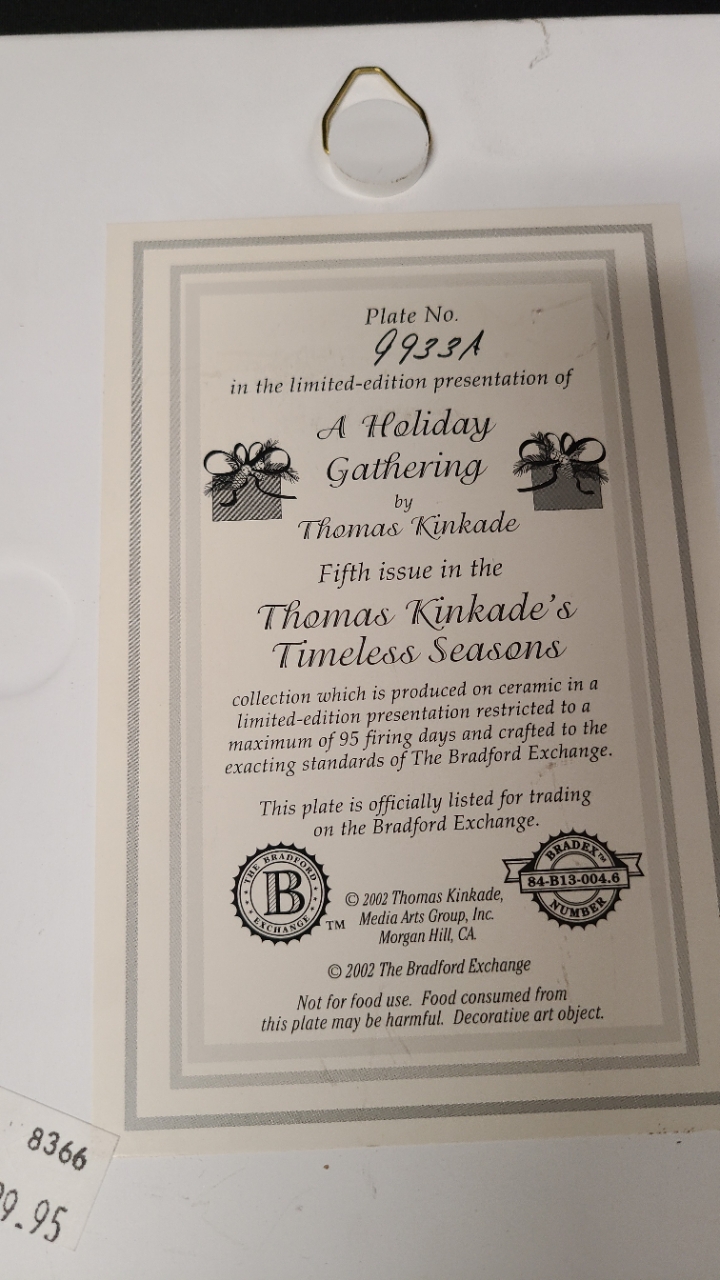 Plate No.
9933A
in the limited-edition presentation of
A Holiday
Gathering
by
Thomas Kinkade
Fifth issue in the
Thomas Kinkade's
Timeless Seasons
collection which is produced on ceramic in a
limited-edition presentation restricted to a
maximum of 95 firing days and crafted to the
exacting standards of The Bradford Exchange.
This plate is officially listed for trading
on the Bradford Exchange.
THE BRADFORD
B
EXCHANGE
TM
© 2002 Thomas Kinkade,
Media Arts Group, Inc.
Morgan Hill, CA.
BRADEX™
84-B13-004.6
NUMBER
© 2002 The Bradford Exchange
Not for food use. Food consumed from
this plate may be harmful. Decorative art object.
8366
9.95